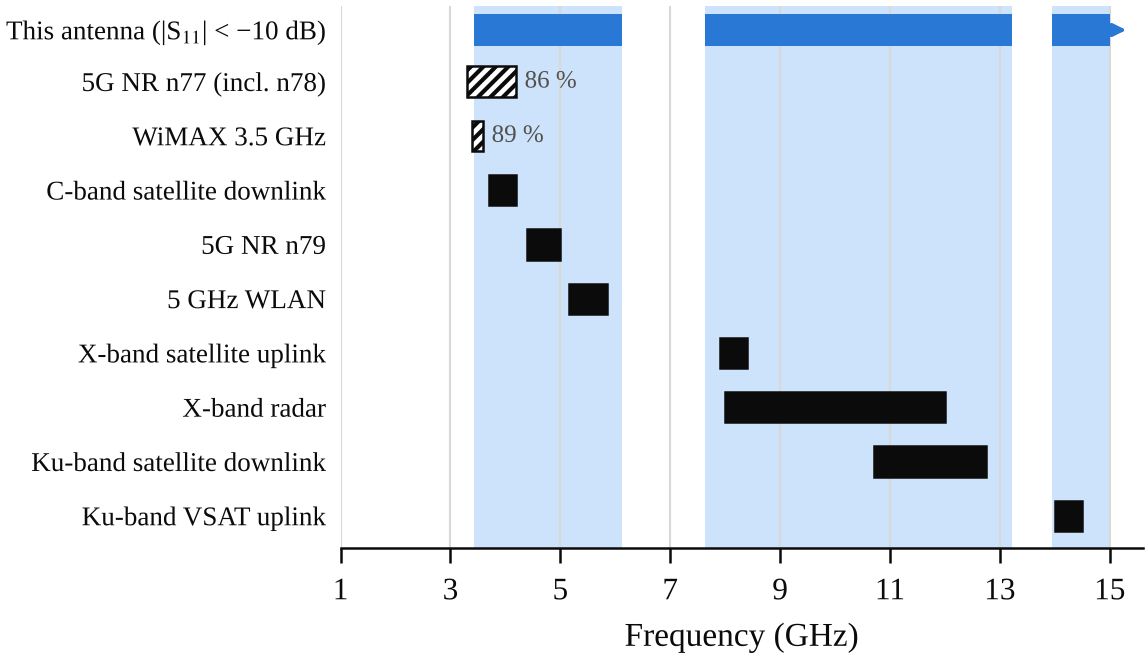 This antenna (|S₁₁| < −10 dB)
5G NR n77 (incl. n78) 86 %
WiMAX 3.5 GHz 89 %
C-band satellite downlink
5G NR n79
5 GHz WLAN
X-band satellite uplink
X-band radar
Ku-band satellite downlink
Ku-band VSAT uplink
1 3 5 7 9 11 13 15
Frequency (GHz)